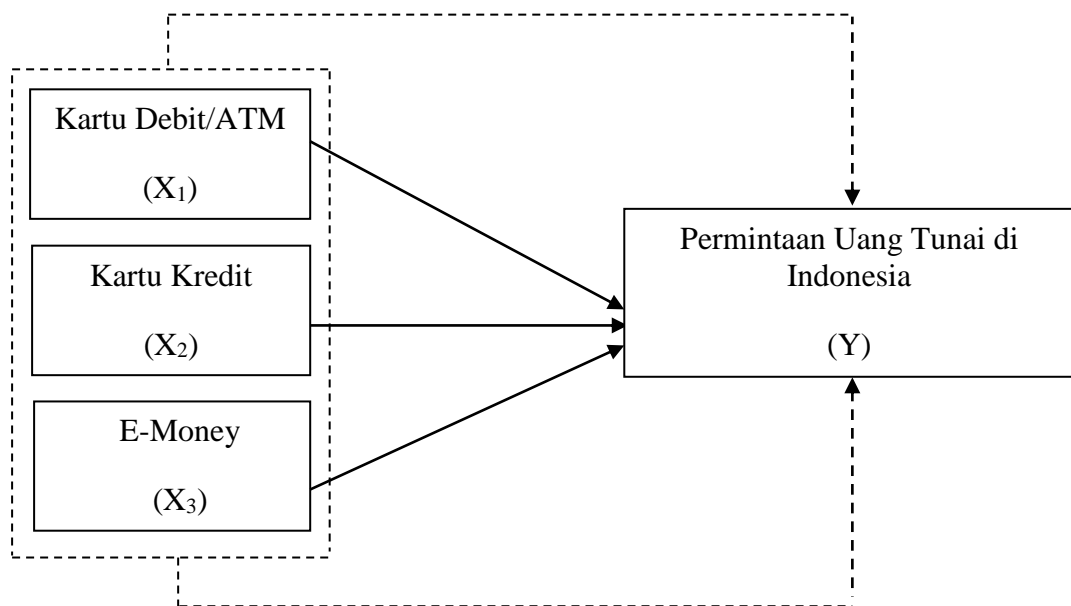 Kartu Debit/ATM
(X₁)
Kartu Kredit
(X₂)
E-Money
(X₃)
Permintaan Uang Tunai di
Indonesia
(Y)